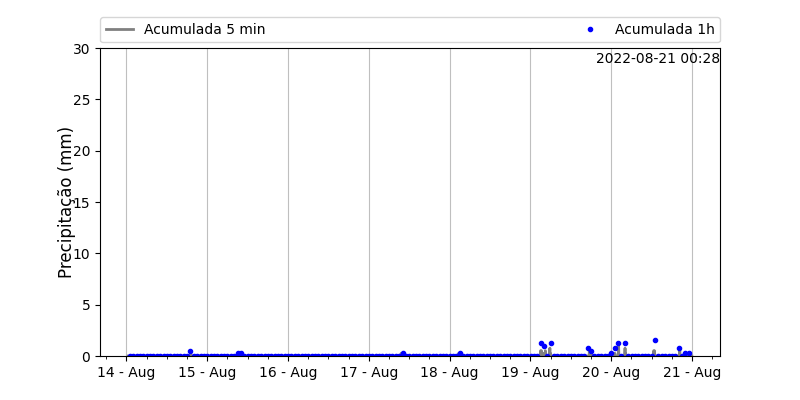 Acumulada 5 min Acumulada 1h
2022-08-21 00:28
Precipitação (mm)
30
25
20
15
10
5
0
14 - Aug 15 - Aug 16 - Aug 17 - Aug 18 - Aug 19 - Aug 20 - Aug 21 - Aug